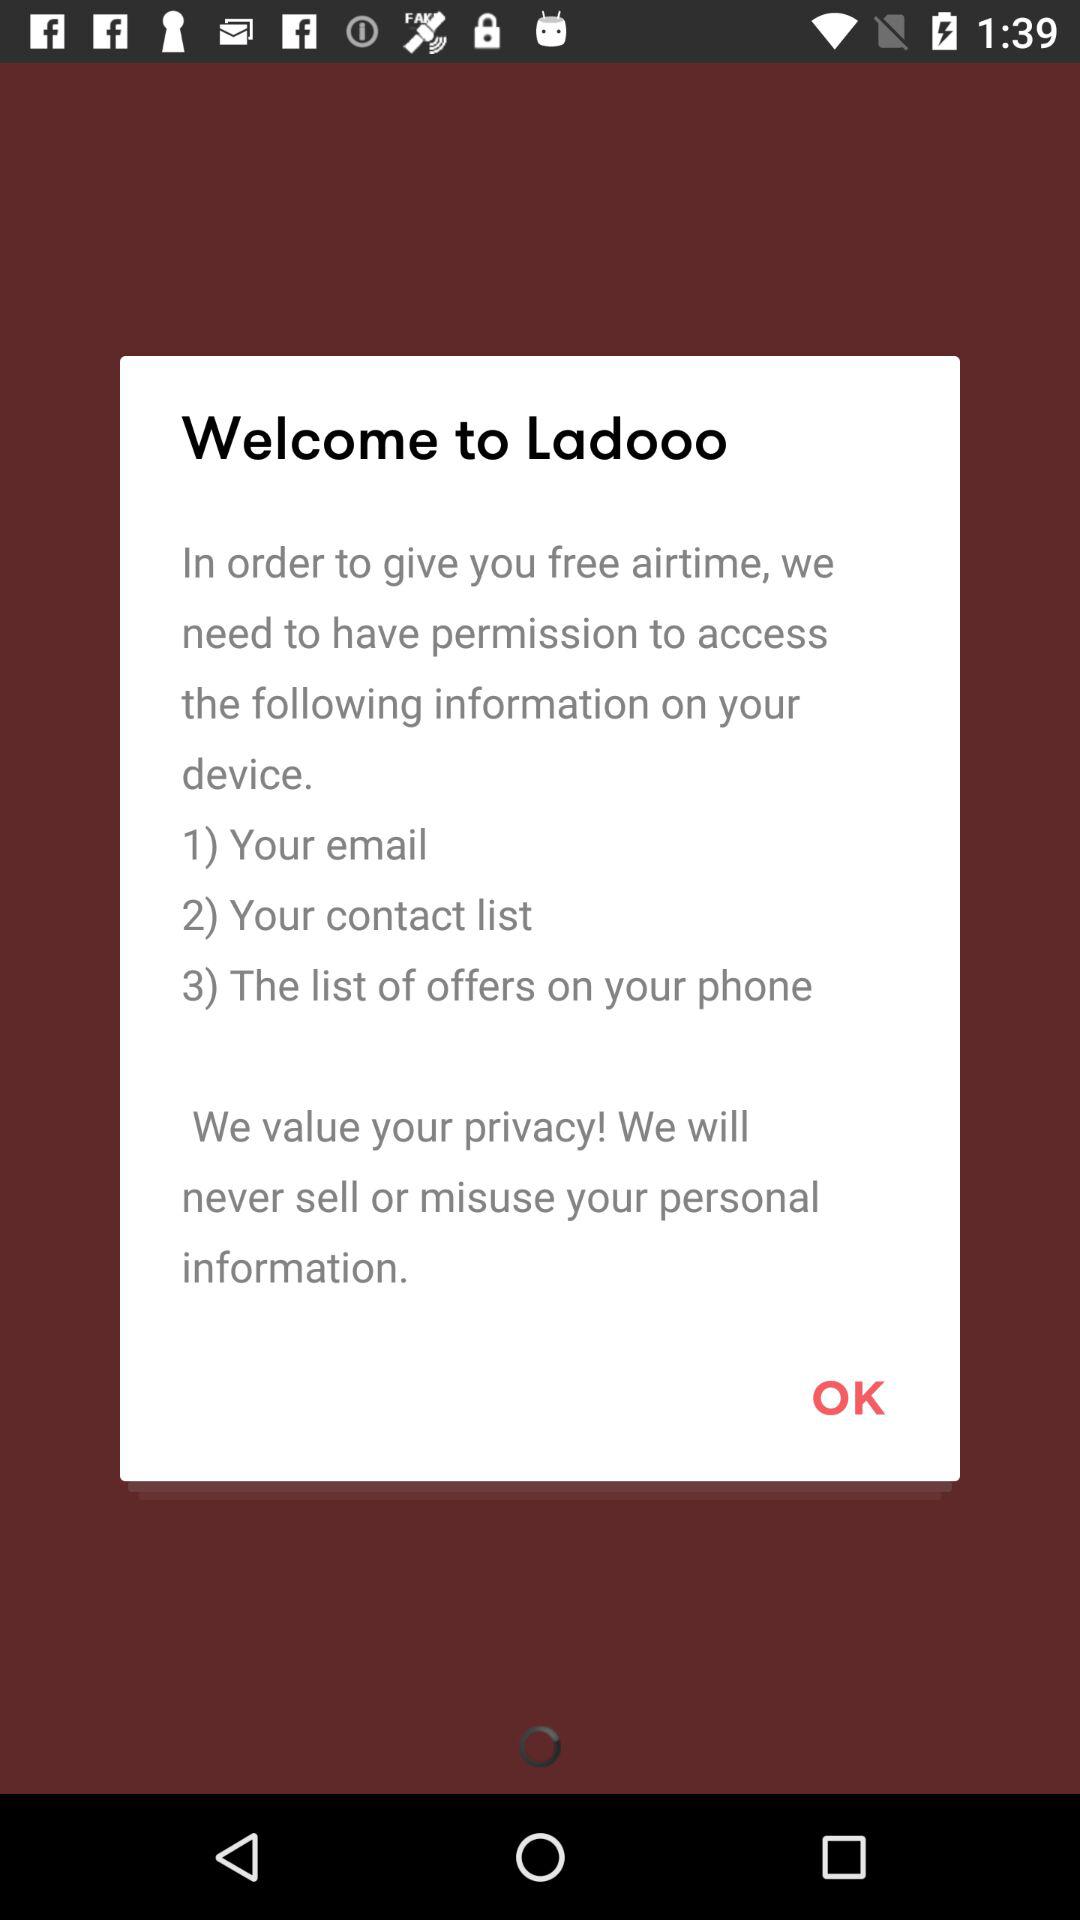 FAKE
1:39
Welcome to Ladooo
In order to give you free airtime, we
need to have permission to access
the following information on your
device.
1) Your email
2) Your contact list
3) The list of offers on your phone
We value your privacy! We will
never sell or misuse your personal
information.
OK